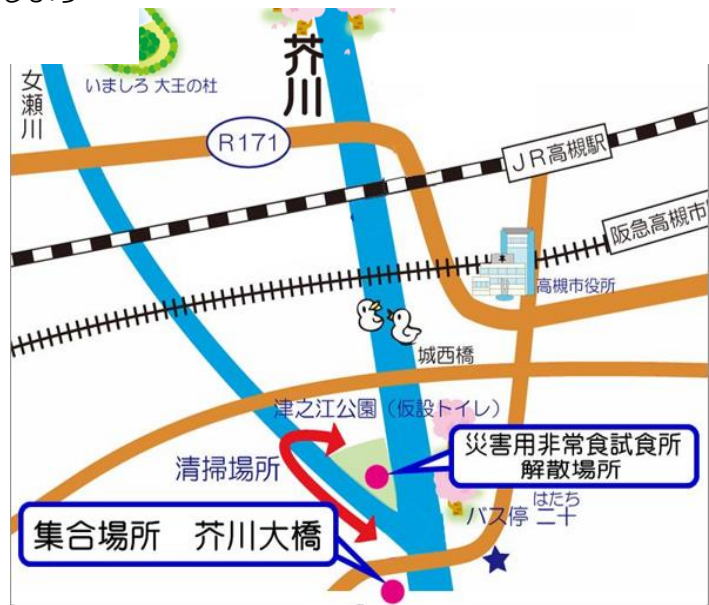 女瀬川
いましろ 大王の杜
芥川
R171
JR高槻駅
阪急高槻市
高槻市役所
城西橋
津之江公園（仮設トイレ）
災害用非常食試食所
解散場所
清掃場所
集合場所 芥川大橋
はたち
バス停 二十